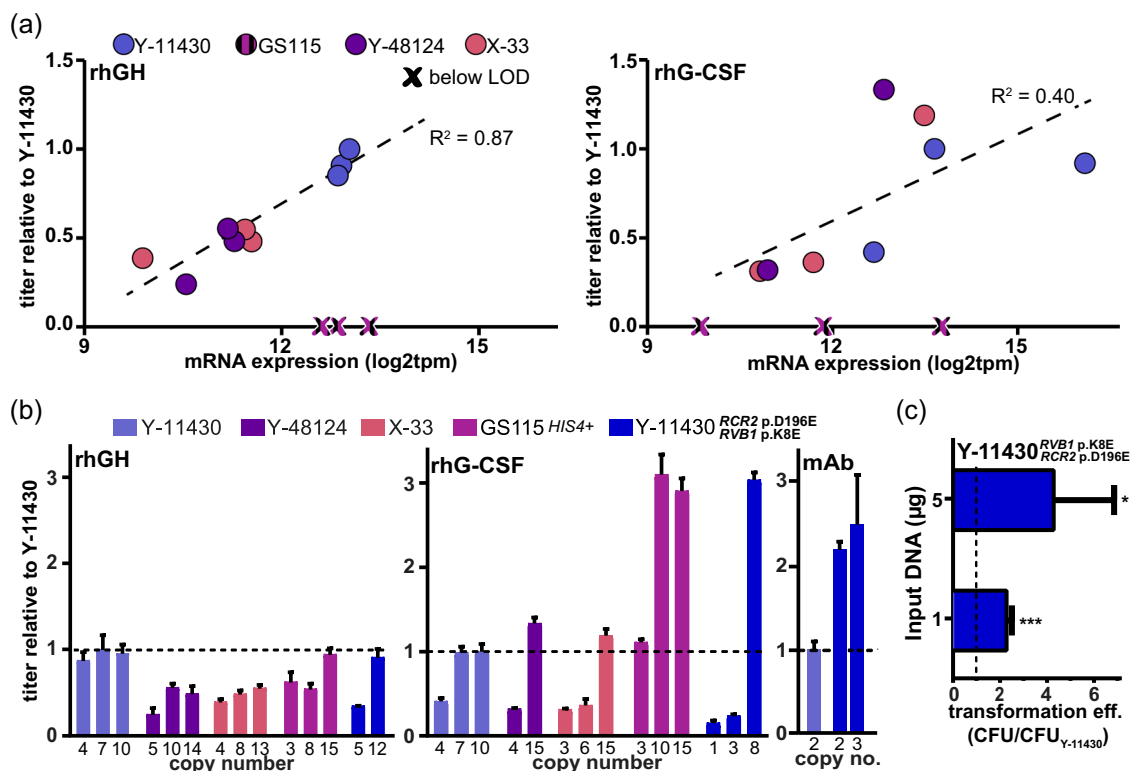 (a)
Y-11430 GS115 Y-48124 X-33
below LOD
rhGH
R² = 0.87
titer relative to Y-11430
1.5
1.0
0.5
0.0
9 12 15
mRNA expression (log2tpm)
rhG-CSF
R² = 0.40
titer relative to Y-11430
1.5
1.0
0.5
0.0
9 12 15
mRNA expression (log2tpm)
(b)
Y-11430 Y-48124 X-33 GS115 HIS4+ Y-11430 RCR2 p.D196E
RVB1 p.K8E
rhGH
titer relative to Y-11430
3
2
1
0
4 7 10 5 10 14 4 8 13 3 8 15 5 12
copy number
rhG-CSF
3
2
1
0
4 7 10 4 15 3 6 15 3 10 15 1 3 8
copy number
mAb
3
2
1
0
2 2 3
copy no.
(c)
Y-11430 RVB1 p.K8E
RCR2 p.D196E
Input DNA (µg)
5
*
1
***
0 2 4 6
transformation eff.
(CFU/CFU Y-11430)